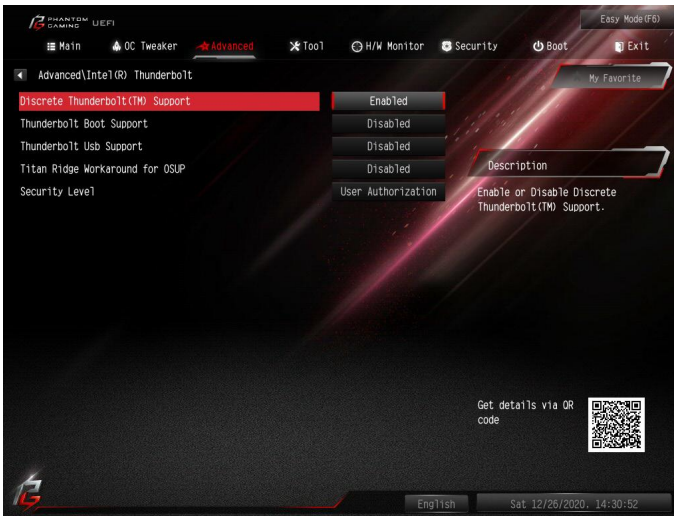 PHANTOM GAMING UEFI
Easy Mode(F6)
Main OC Tweaker Advanced Tool H/W Monitor Security Boot Exit
Advanced\Intel(R) Thunderbolt
My Favorite
Discrete Thunderbolt(TM) Support Enabled
Thunderbolt Boot Support Disabled
Thunderbolt Usb Support Disabled
Titan Ridge Workaround for OSUP Disabled
Security Level User Authorization
Description
Enable or Disable Discrete
Thunderbolt(TM) Support.
Get details via QR
code
English Sat 12/26/2020. 14:30:52